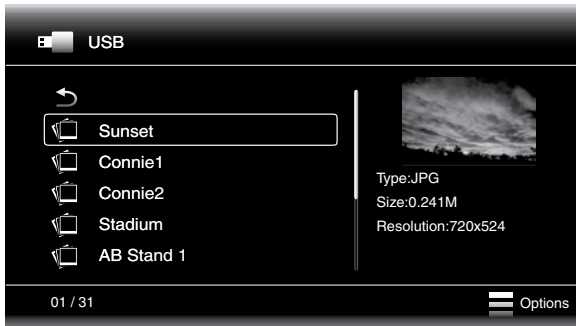 USB
Sunset
Connie1
Connie2
Stadium
AB Stand 1
Type:JPG
Size:0.241M
Resolution:720x524
01 / 31
Options